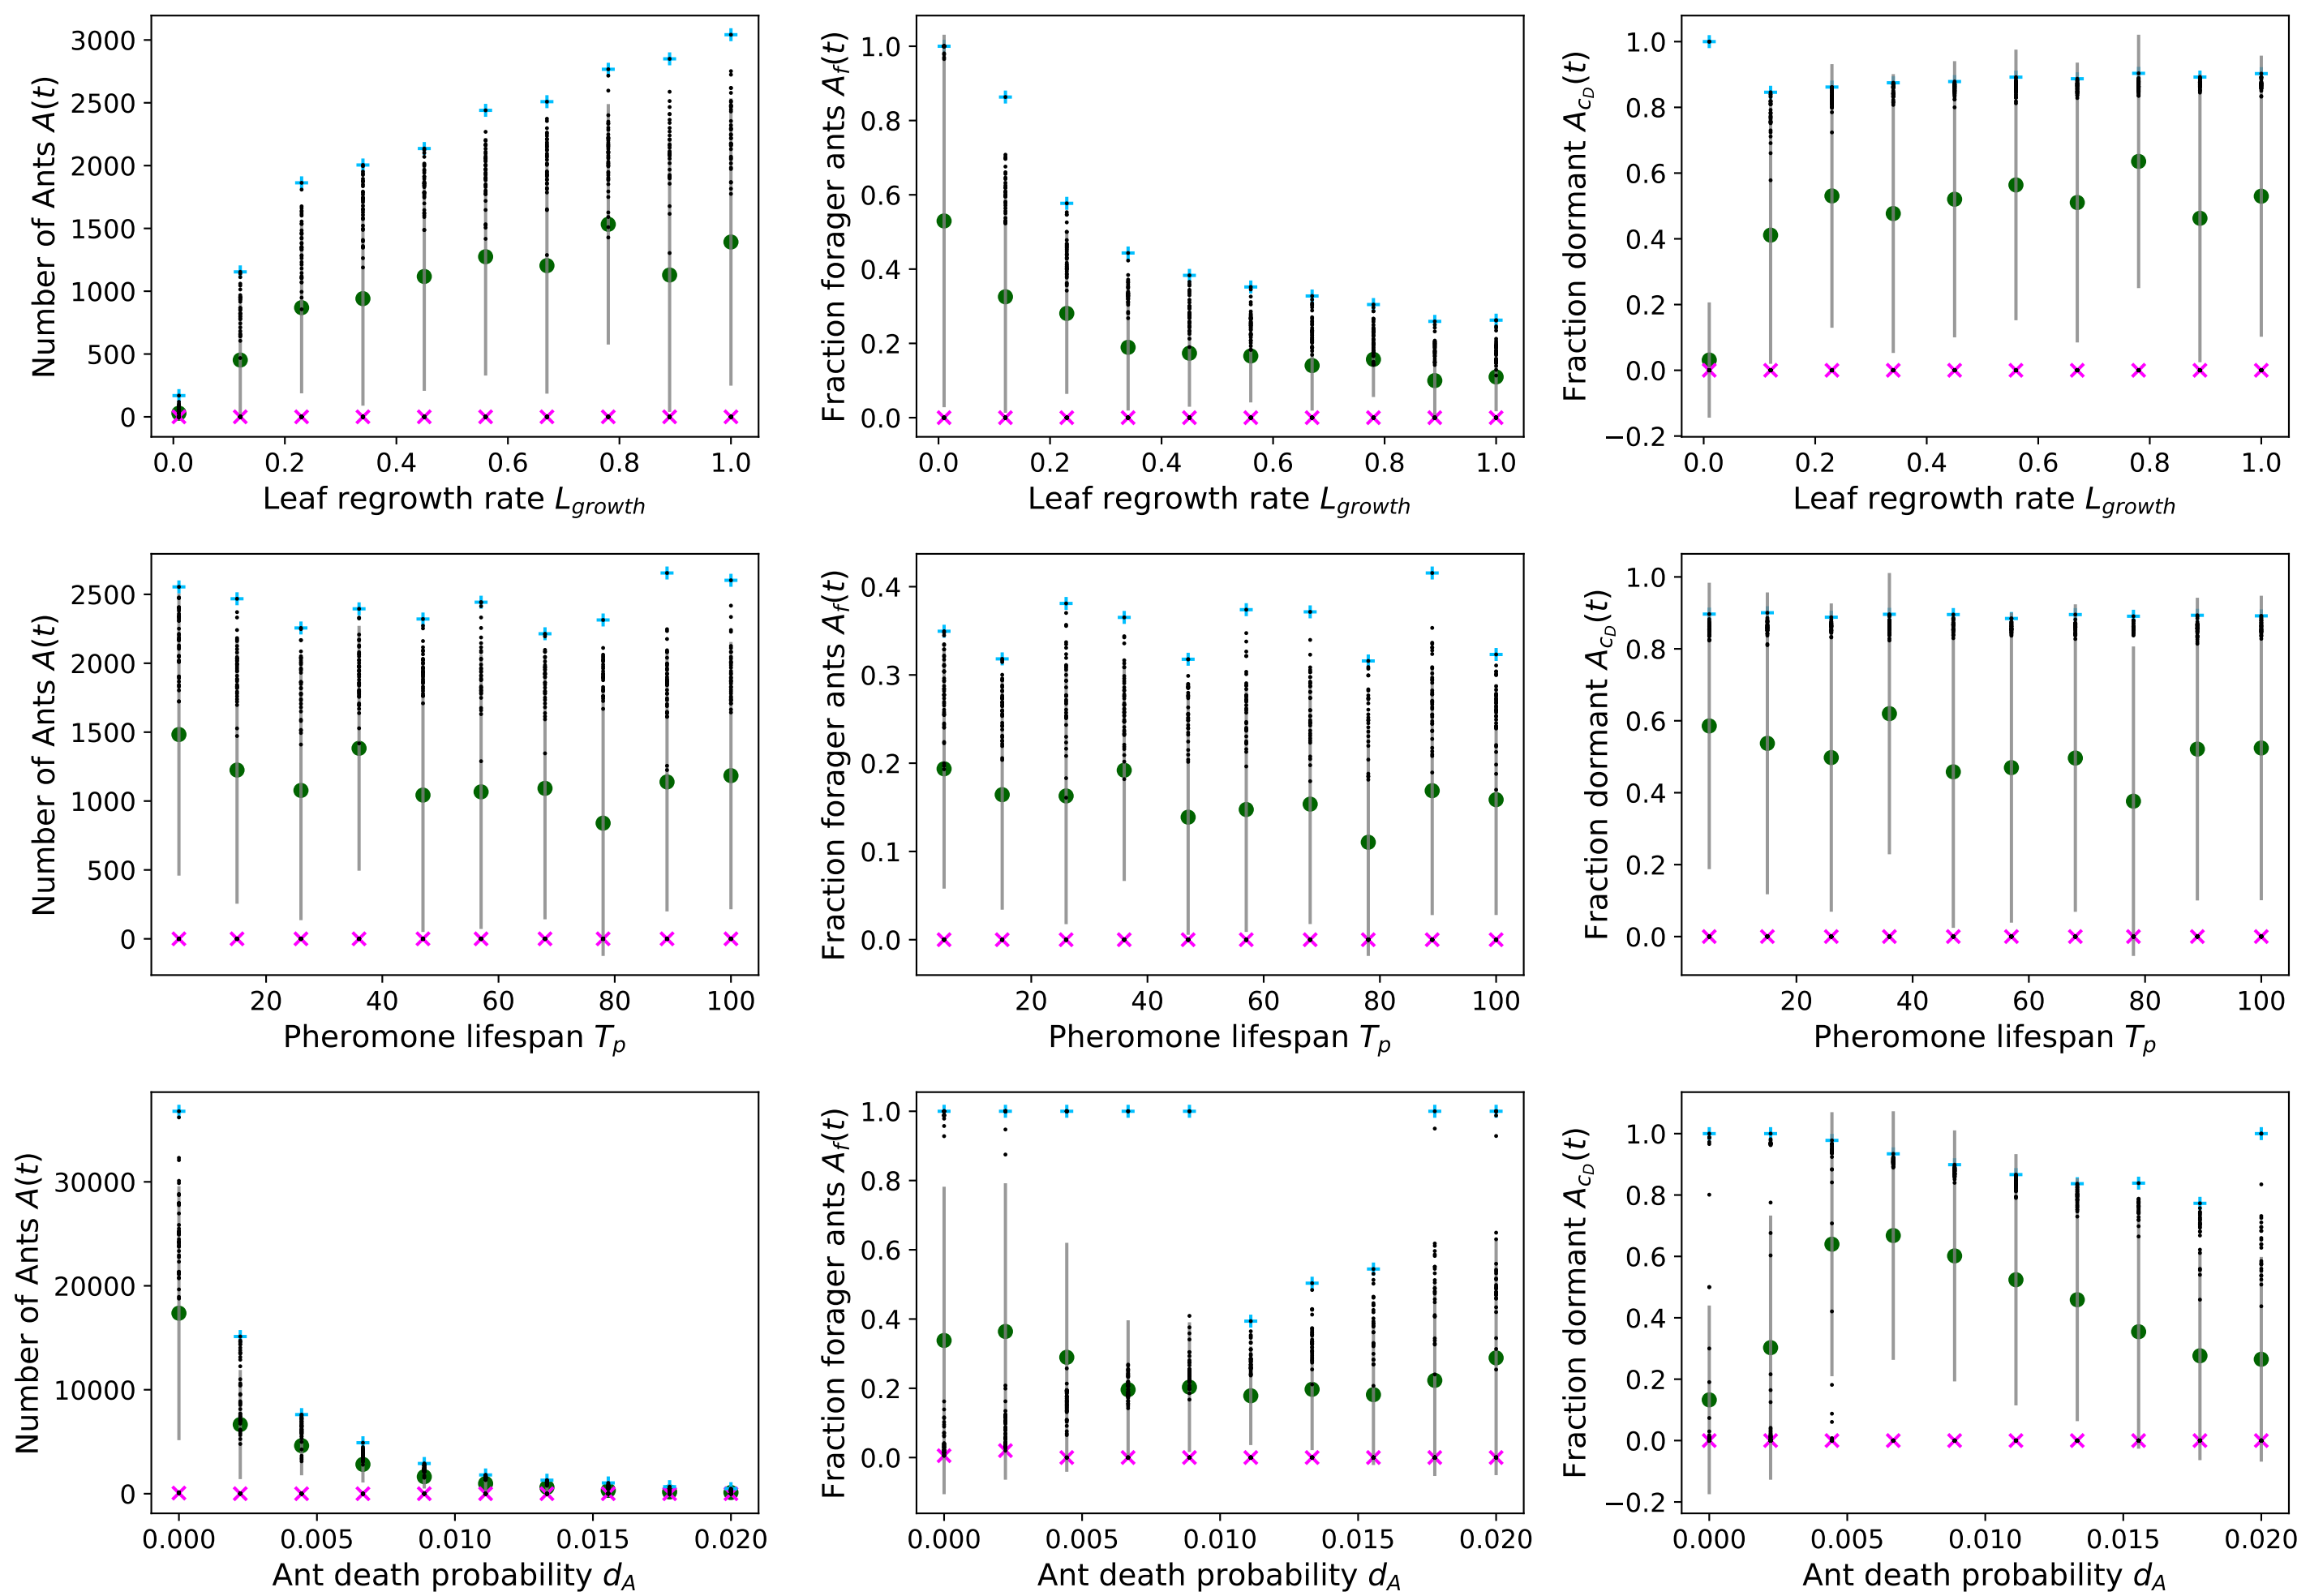 Number of Ants A(t)
3000
2500
2000
1500
1000
500
0
0.0 0.2 0.4 0.6 0.8 1.0
Leaf regrowth rate L_growth
Fraction forager ants A_f(t)
1.0
0.8
0.6
0.4
0.2
0.0
0.0 0.2 0.4 0.6 0.8 1.0
Leaf regrowth rate L_growth
Fraction dormant A_{c_D}(t)
1.0
0.8
0.6
0.4
0.2
0.0
−0.2
0.0 0.2 0.4 0.6 0.8 1.0
Leaf regrowth rate L_growth
Number of Ants A(t)
2500
2000
1500
1000
500
0
20 40 60 80 100
Pheromone lifespan T_p
Fraction forager ants A_f(t)
0.4
0.3
0.2
0.1
0.0
20 40 60 80 100
Pheromone lifespan T_p
Fraction dormant A_{c_D}(t)
1.0
0.8
0.6
0.4
0.2
0.0
20 40 60 80 100
Pheromone lifespan T_p
Number of Ants A(t)
30000
20000
10000
0
0.000 0.005 0.010 0.015 0.020
Ant death probability d_A
Fraction forager ants A_f(t)
1.0
0.8
0.6
0.4
0.2
0.0
0.000 0.005 0.010 0.015 0.020
Ant death probability d_A
Fraction dormant A_{c_D}(t)
1.0
0.8
0.6
0.4
0.2
0.0
−0.2
0.000 0.005 0.010 0.015 0.020
Ant death probability d_A